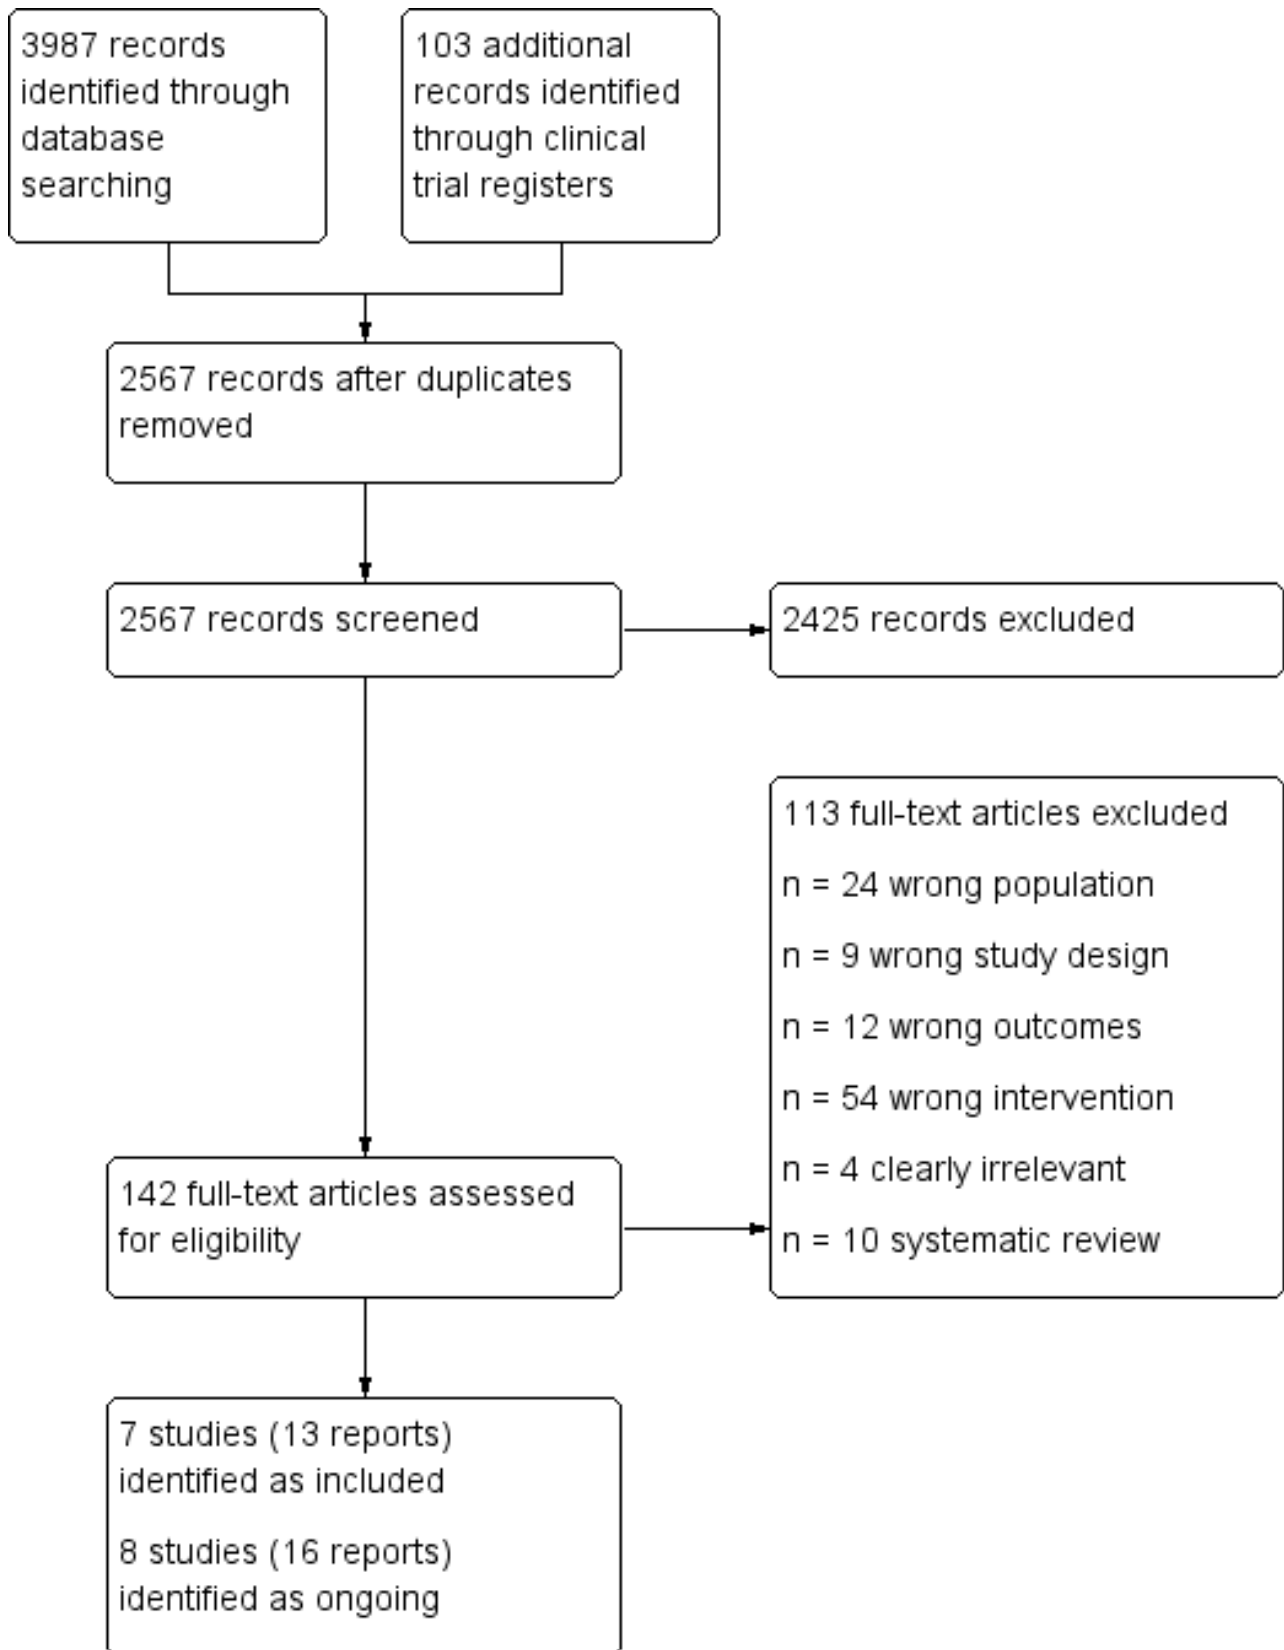 3987 records
identified through
database
searching
103 additional
records identified
through clinical
trial registers
2567 records after duplicates
removed
2567 records screened
2425 records excluded
113 full-text articles excluded
n = 24 wrong population
n = 9 wrong study design
n = 12 wrong outcomes
n = 54 wrong intervention
n = 4 clearly irrelevant
n = 10 systematic review
142 full-text articles assessed
for eligibility
7 studies (13 reports)
identified as included
8 studies (16 reports)
identified as ongoing